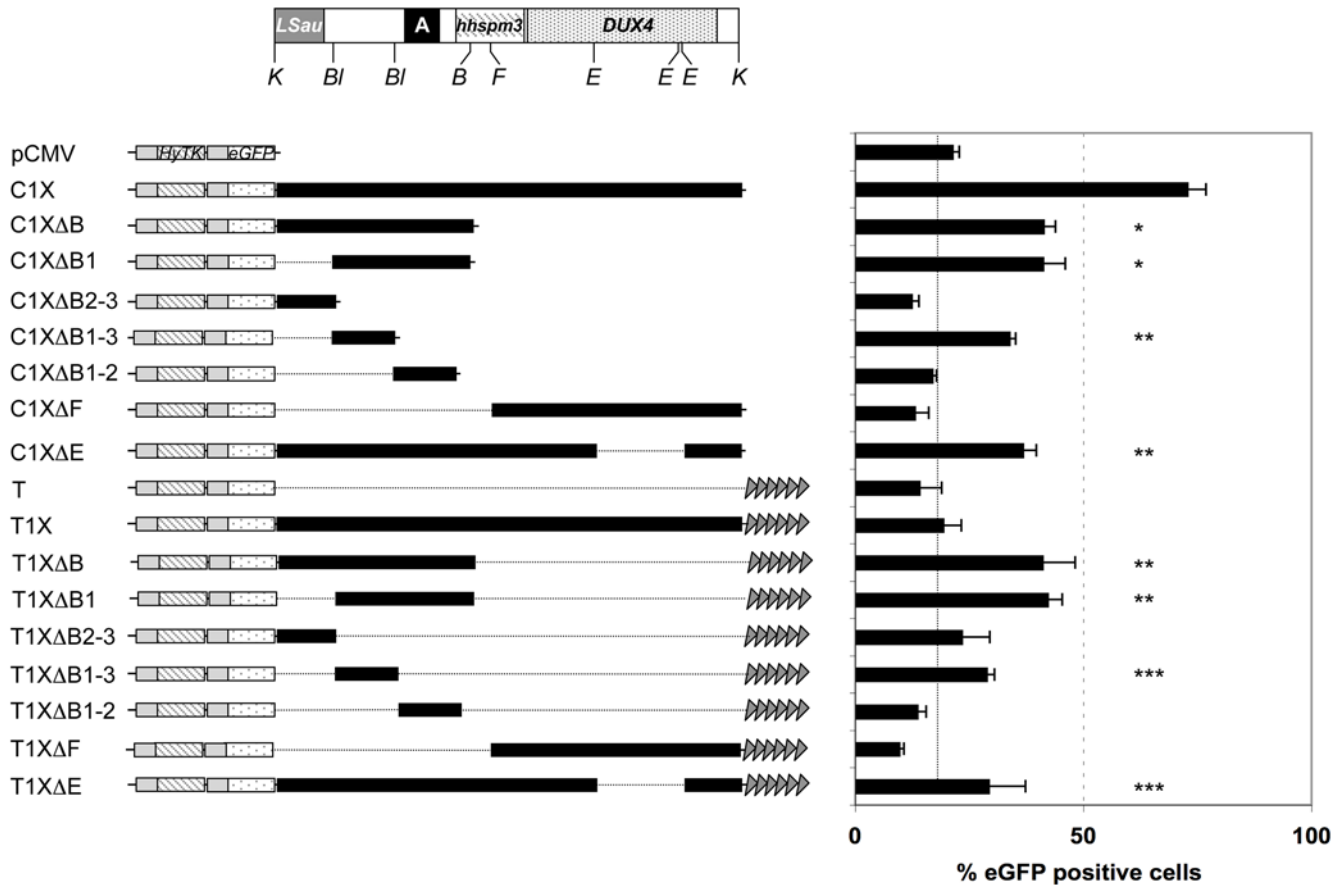 LSau A hhspm3 DUX4
K Bl Bl B F E E E K
pCMV HyTK eGFP
C1X
C1XΔB *
C1XΔB1 *
C1XΔB2-3
C1XΔB1-3 **
C1XΔB1-2
C1XΔF
C1XΔE **
T
T1X
T1XΔB **
T1XΔB1 **
T1XΔB2-3
T1XΔB1-3 ***
T1XΔB1-2
T1XΔF
T1XΔE ***
0 50 100
% eGFP positive cells